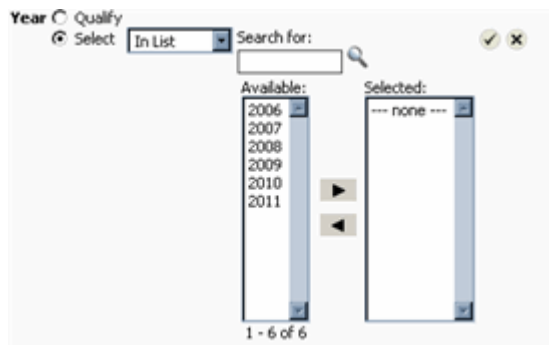 Year Qualify
Select In List Search for:
Available: Selected:
2006 --- none ---
2007
2008
2009
2010
2011
1 - 6 of 6